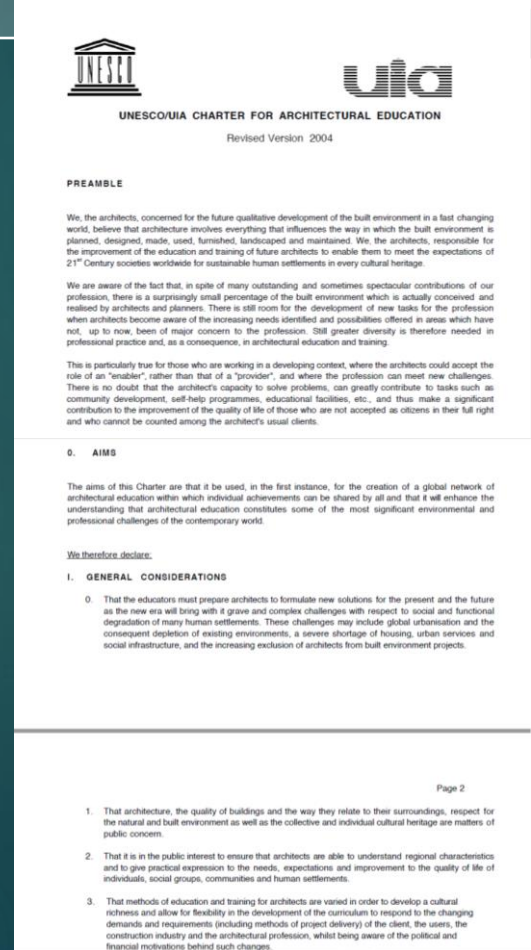 UNESCO
uia
UNESCO/UIA CHARTER FOR ARCHITECTURAL EDUCATION
Revised Version 2004
PREAMBLE
We, the architects, concerned for the future qualitative development of the built environment in a fast changing
world, believe that architecture involves everything that influences the way in which the built environment is
planned, designed, made, used, furnished, landscaped and maintained. We, the architects, responsible for
the improvement of the education and training of future architects to enable them to meet the expectations of
21st Century societies worldwide for sustainable human settlements in every cultural heritage.
We are aware of the fact that, in spite of many outstanding and sometimes spectacular contributions of our
profession, there is a surprisingly small percentage of the built environment which is actually conceived and
realised by architects and planners. There is still room for the development of new tasks for the profession
when architects become aware of the increasing needs identified and possibilities offered in areas which have
not, up to now, been of major concern to the profession. Still greater diversity is therefore needed in
professional practice and, as a consequence, in architectural education and training.
This is particularly true for those who are working in a developing context, where the architects could accept the
role of an "enabler", rather than that of a "provider", and where the profession can meet new challenges.
There is no doubt that the architect's capacity to solve problems, can greatly contribute to tasks such as
community development, self-help programmes, educational facilities, etc., and thus make a significant
contribution to the improvement of the quality of life of those who are not accepted as citizens in their full right
and who cannot be counted among the architect's usual clients.
0. AIMS
The aims of this Charter are that it be used, in the first instance, for the creation of a global network of
architectural education within which individual achievements can be shared by all and that it will enhance the
understanding that architectural education constitutes some of the most significant environmental and
professional challenges of the contemporary world.
We therefore declare:
I. GENERAL CONSIDERATIONS
0. That the educators must prepare architects to formulate new solutions for the present and the future
as the new era will bring with it grave and complex challenges with respect to social and functional
degradation of many human settlements. These challenges may include global urbanisation and the
consequent depletion of existing environments, a severe shortage of housing, urban services and
social infrastructure, and the increasing exclusion of architects from built environment projects.
Page 2
1. That architecture, the quality of buildings and the way they relate to their surroundings, respect for
the natural and built environment as well as the collective and individual cultural heritage are matters of
public concern.
2. That it is in the public interest to ensure that architects are able to understand regional characteristics
and to give practical expression to the needs, expectations and improvement to the quality of life of
individuals, social groups, communities and human settlements.
3. That methods of education and training for architects are varied in order to develop a cultural
richness and allow for flexibility in the development of the curriculum to respond to the changing
demands and requirements (including methods of project delivery) of the client, the users, the
construction industry and the architectural profession, whilst being aware of the political and
financial motivations behind such changes.